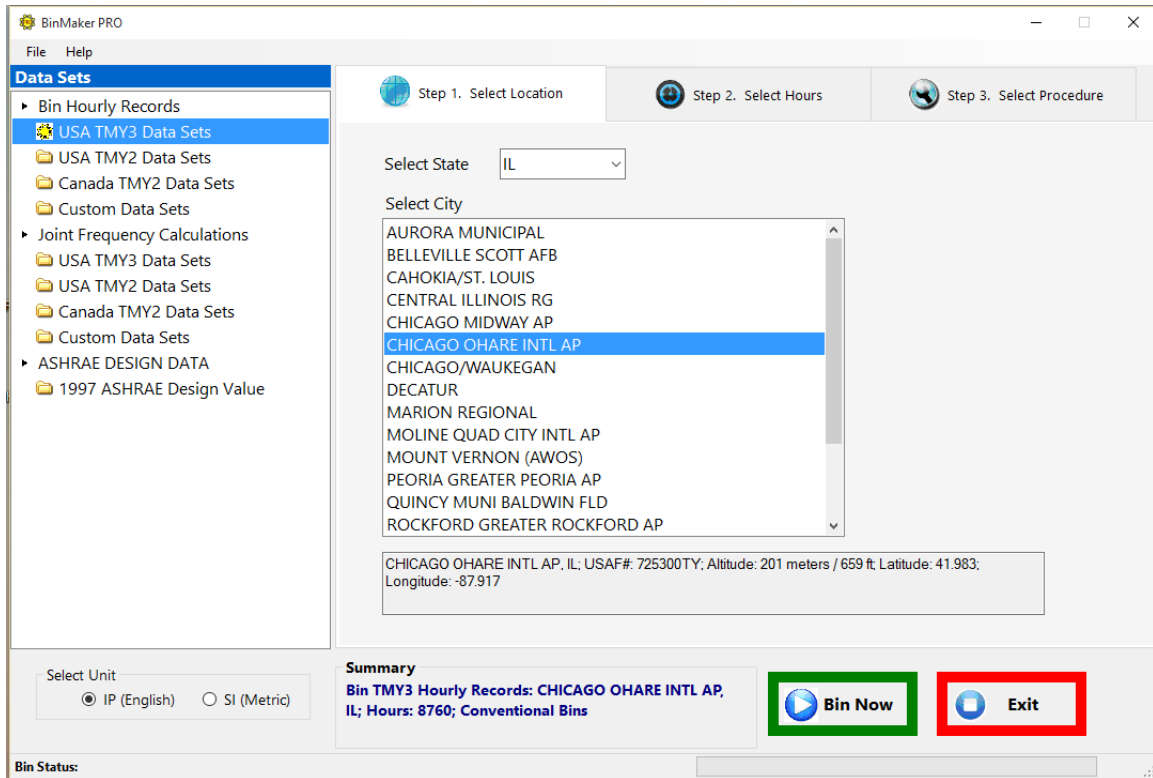 BinMaker PRO
File Help
Data Sets
Bin Hourly Records
USA TMY3 Data Sets
USA TMY2 Data Sets
Canada TMY2 Data Sets
Custom Data Sets
Joint Frequency Calculations
USA TMY3 Data Sets
USA TMY2 Data Sets
Canada TMY2 Data Sets
Custom Data Sets
ASHRAE DESIGN DATA
1997 ASHRAE Design Value
Step 1. Select Location
Step 2. Select Hours
Step 3. Select Procedure
Select State IL
Select City
AURORA MUNICIPAL
BELLEVILLE SCOTT AFB
CAHOKIA/ST. LOUIS
CENTRAL ILLINOIS RG
CHICAGO MIDWAY AP
CHICAGO OHARE INTL AP
CHICAGO/WAUKEGAN
DECATUR
MARION REGIONAL
MOLINE QUAD CITY INTL AP
MOUNT VERNON (AWOS)
PEORIA GREATER PEORIA AP
QUINCY MUNI BALDWIN FLD
ROCKFORD GREATER ROCKFORD AP
CHICAGO OHARE INTL AP, IL; USAF#: 725300TY; Altitude: 201 meters / 659 ft; Latitude: 41.983;
Longitude: -87.917
Select Unit
IP (English) SI (Metric)
Summary
Bin TMY3 Hourly Records: CHICAGO OHARE INTL AP,
IL; Hours: 8760; Conventional Bins
Bin Now
Exit
Bin Status: